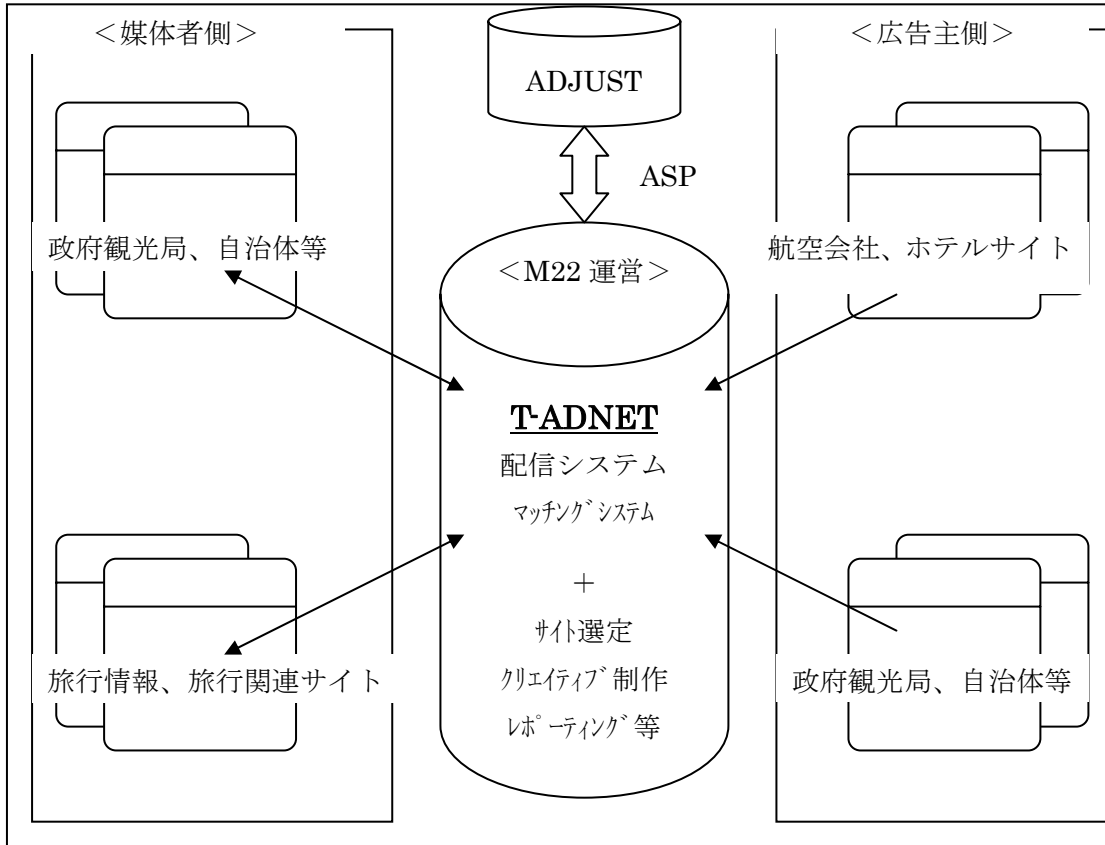 ＜媒体者側＞
ADJUST
＜広告主側＞
ASP
政府観光局、自治体等
航空会社、ホテルサイト
＜M22 運営＞
T-ADNET
配信システム
ﾏｯﾁﾝｸﾞｼｽﾃﾑ
＋
ｻｲﾄ選定
ｸﾘｴｲﾃｨﾌﾞ制作
ﾚﾎﾟｰﾃｨﾝｸﾞ等
旅行情報、旅行関連サイト
政府観光局、自治体等